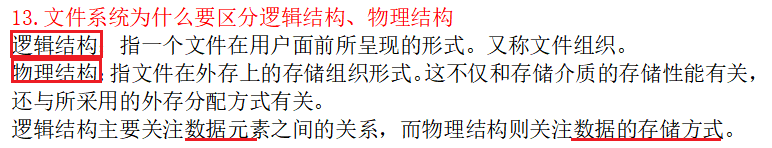 13.文件系统为什么要区分逻辑结构、物理结构
逻辑结构 指一个文件在用户面前所呈现的形式。又称文件组织。
物理结构:指文件在外存上的存储组织形式。这不仅和存储介质的存储性能有关，
还与所采用的外存分配方式有关。
逻辑结构主要关注数据元素之间的关系，而物理结构则关注数据的存储方式。